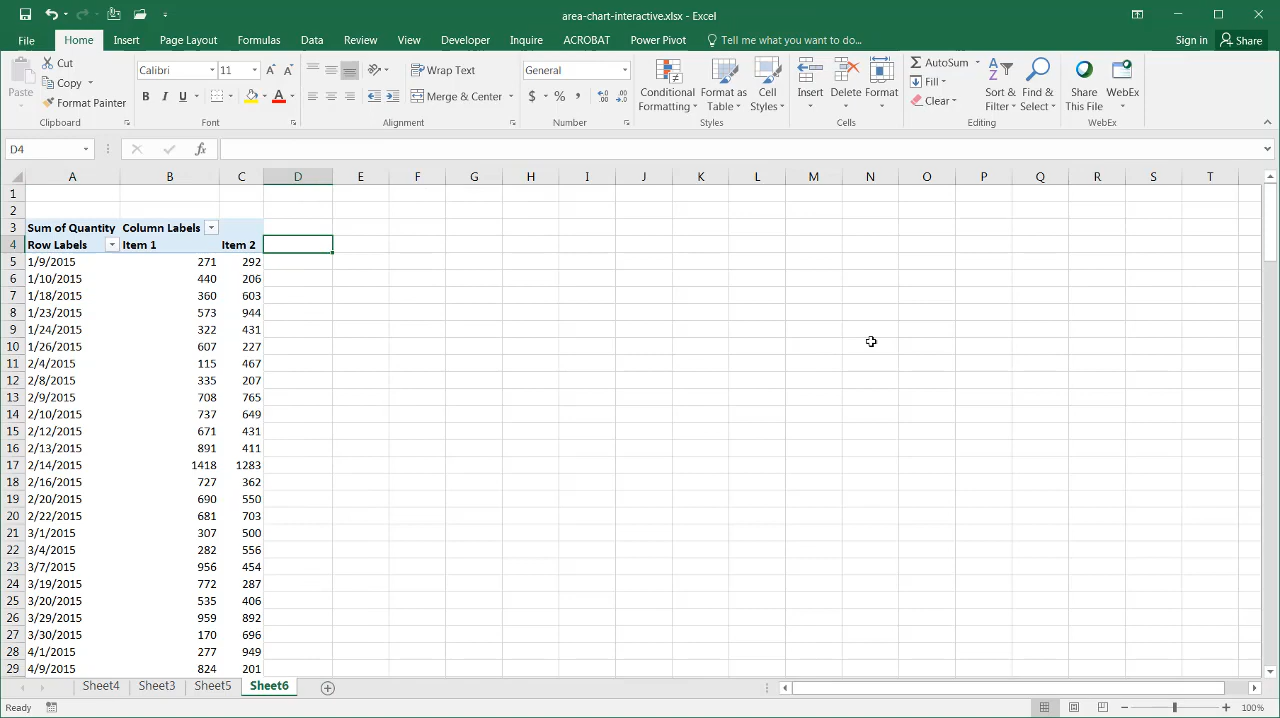 area-chart-interactive.xlsx - Excel
File Home Insert Page Layout Formulas Data Review View Developer Inquire ACROBAT Power Pivot Tell me what you want to do... Sign in Share
Paste Cut Copy Format Painter Clipboard
Calibri 11 A A B I U A Font
Wrap Text Merge & Center Alignment
General $ % , .0 .00 .00 .0 Number
Conditional Formatting Format as Table Cell Styles Styles
Insert Delete Format Cells
AutoSum Fill Clear Sort & Filter Find & Select Editing
Share This File WebEx WebEx
D4 fx
A B C D E F G H I J K L M N O P Q R S T
1
2
3 Sum of Quantity Column Labels
4 Row Labels Item 1 Item 2
5 1/9/2015 271 292
6 1/10/2015 440 206
7 1/18/2015 360 603
8 1/23/2015 573 944
9 1/24/2015 322 431
10 1/26/2015 607 227
11 2/4/2015 115 467
12 2/8/2015 335 207
13 2/9/2015 708 765
14 2/10/2015 737 649
15 2/12/2015 671 431
16 2/13/2015 891 411
17 2/14/2015 1418 1283
18 2/16/2015 727 362
19 2/20/2015 690 550
20 2/22/2015 681 703
21 3/1/2015 307 500
22 3/4/2015 282 556
23 3/7/2015 956 454
24 3/19/2015 772 287
25 3/20/2015 535 406
26 3/29/2015 959 892
27 3/30/2015 170 696
28 4/1/2015 277 949
29 4/9/2015 824 201
Sheet4 Sheet3 Sheet5 Sheet6
Ready 100%